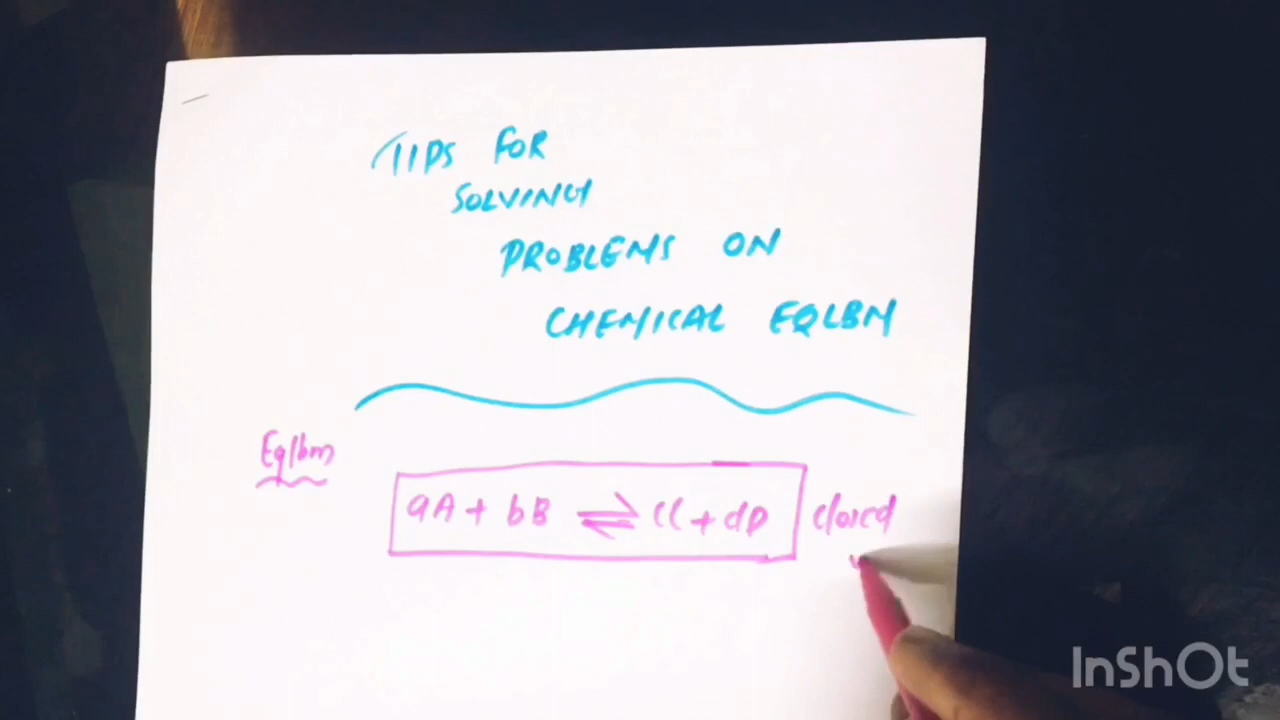 TIPS FOR
SOLVING
PROBLEMS ON
CHEMICAL EQLBM
Eqlbm
aA + bB ⇌ cC + dD closed
InShOt